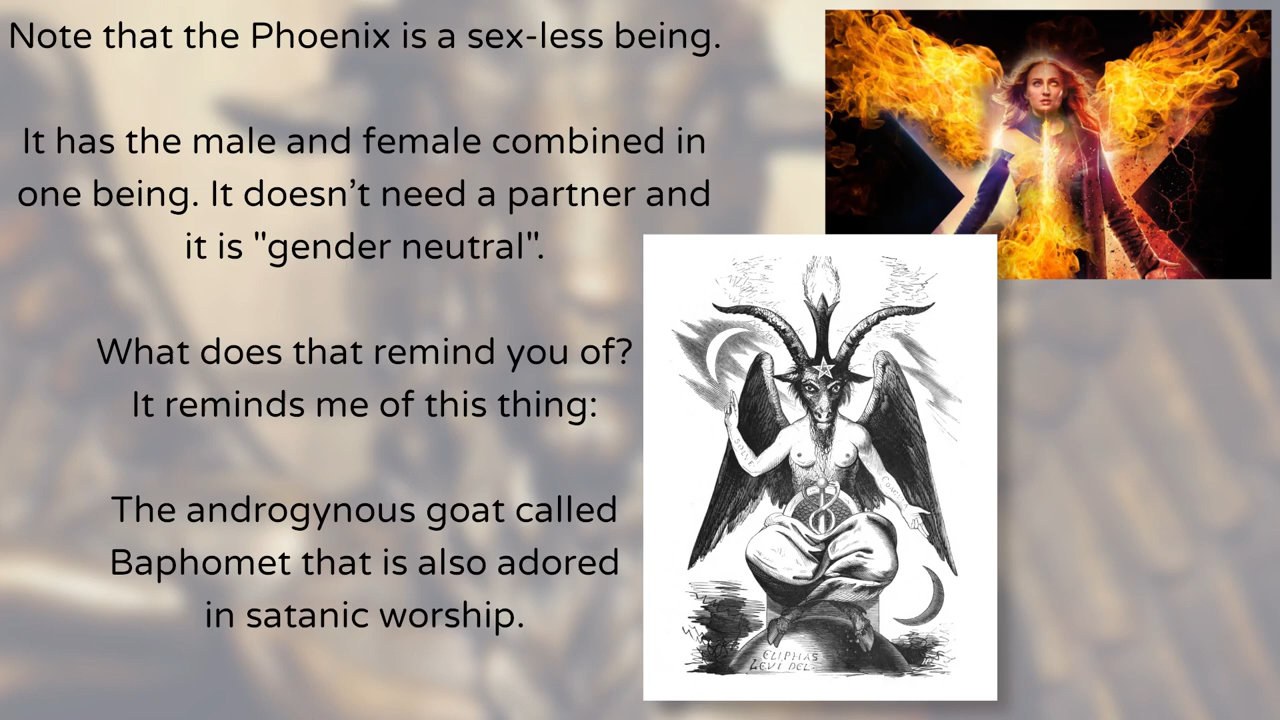 Note that the Phoenix is a sex-less being.
It has the male and female combined in
one being. It doesn't need a partner and
it is "gender neutral".
What does that remind you of?
It reminds me of this thing:
The androgynous goat called
Baphomet that is also adored
in satanic worship.
ELIPHAS
LEVI DEL